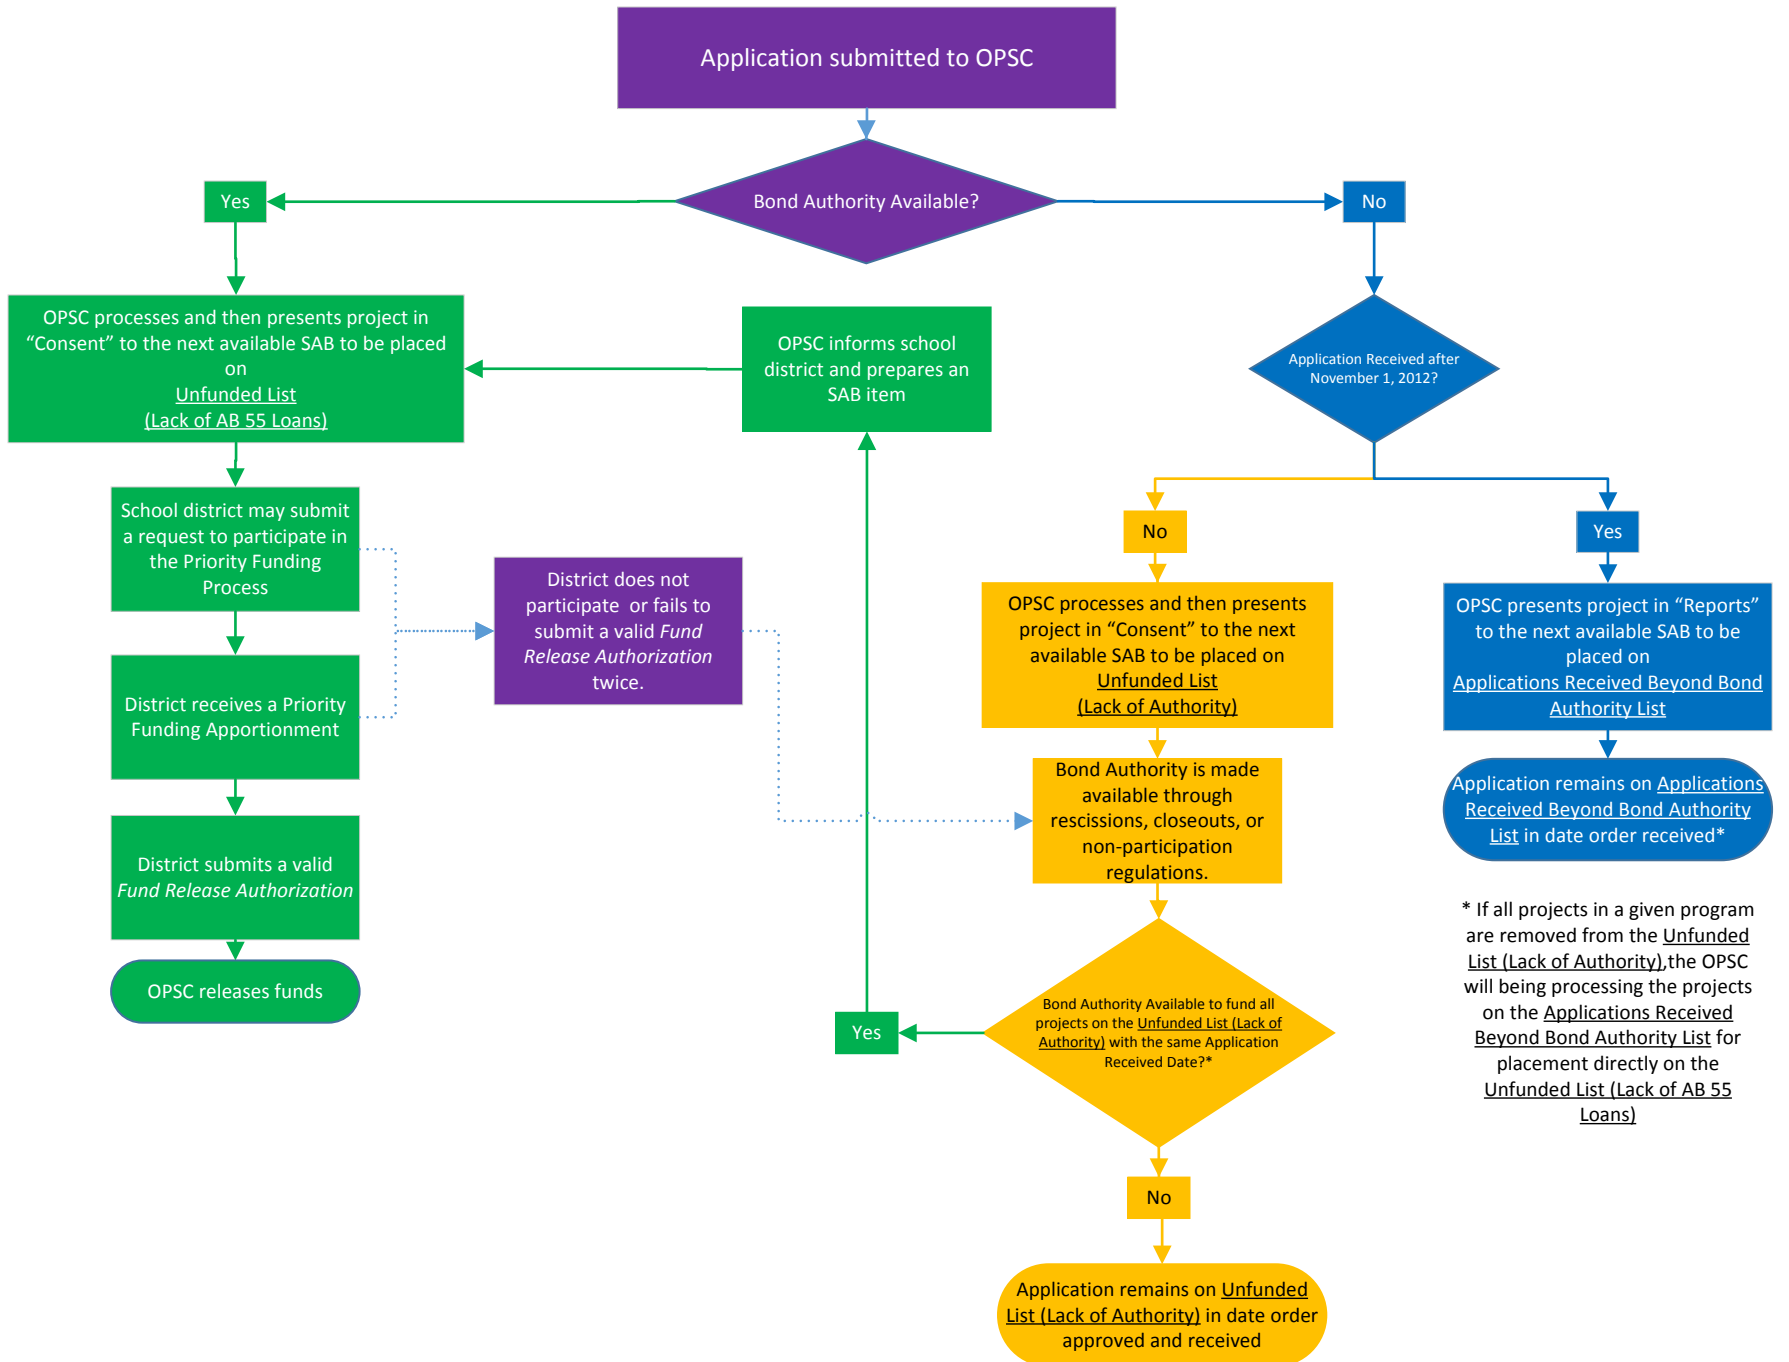 Application submitted to OPSC
Bond Authority Available?
Yes
No
OPSC processes and then presents project in
“Consent” to the next available SAB to be placed
on
Unfunded List
(Lack of AB 55 Loans)
OPSC informs school
district and prepares an
SAB item
Application Received after
November 1, 2012?
School district may submit
a request to participate in
the Priority Funding
Process
No
Yes
District does not
participate or fails to
submit a valid Fund
Release Authorization
twice.
OPSC processes and then presents
project in “Consent” to the next
available SAB to be placed on
Unfunded List
(Lack of Authority)
OPSC presents project in “Reports”
to the next available SAB to be
placed on
Applications Received Beyond Bond
Authority List
District receives a Priority
Funding Apportionment
Bond Authority is made
available through
rescissions, closeouts, or
non-participation
regulations.
Application remains on Applications
Received Beyond Bond Authority
List in date order received*
District submits a valid
Fund Release Authorization
* If all projects in a given program
are removed from the Unfunded
List (Lack of Authority),the OPSC
will being processing the projects
on the Applications Received
Beyond Bond Authority List for
placement directly on the
Unfunded List (Lack of AB 55
Loans)
OPSC releases funds
Bond Authority Available to fund all
projects on the Unfunded List (Lack of
Authority) with the same Application
Received Date?*
Yes
No
Application remains on Unfunded
List (Lack of Authority) in date order
approved and received